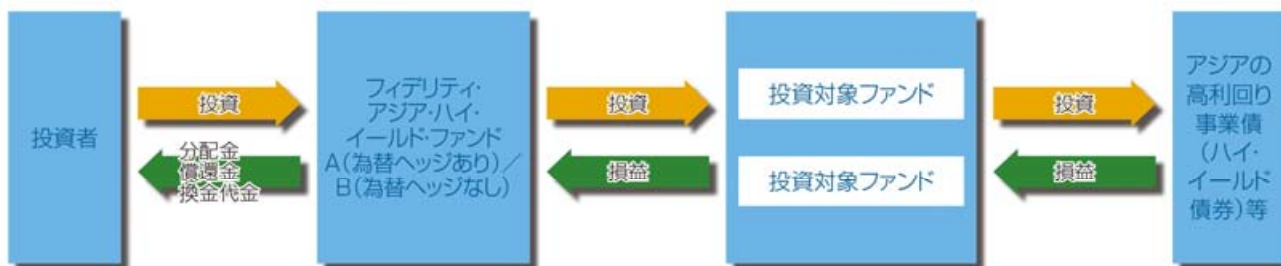 投資者
投資
分配金
償還金
換金代金
フィデリティ・
アジア・ハイ・
イールド・ファンド
A(為替ヘッジあり)／
B(為替ヘッジなし)
投資
損益
投資対象ファンド
投資対象ファンド
投資
損益
アジアの
高利回り
事業債
(ハイ・
イールド
債券)等